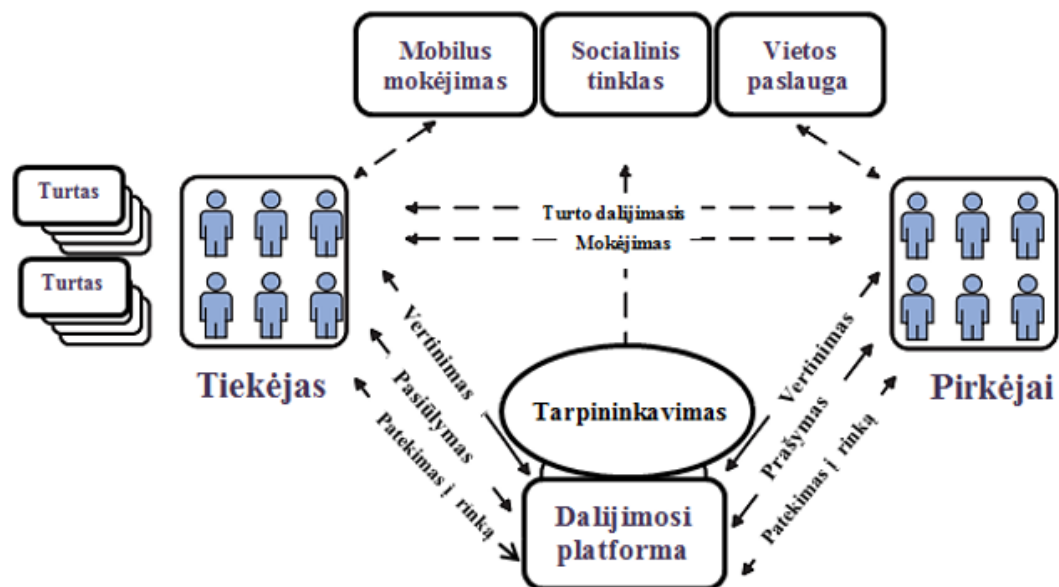 Mobilus
mokėjimas
Socialinis
tinklas
Vietos
paslauga
Turtas
Turtas
Turto dalijimasis
Mokėjimas
Tiekėjas
Pirkėjai
Vertinimas
Pasiūlymas
Patekimas į rinką
Tarpininkavimas
Vertinimas
Prašymas
Patekimas į rinką
Dalijimosi
platforma